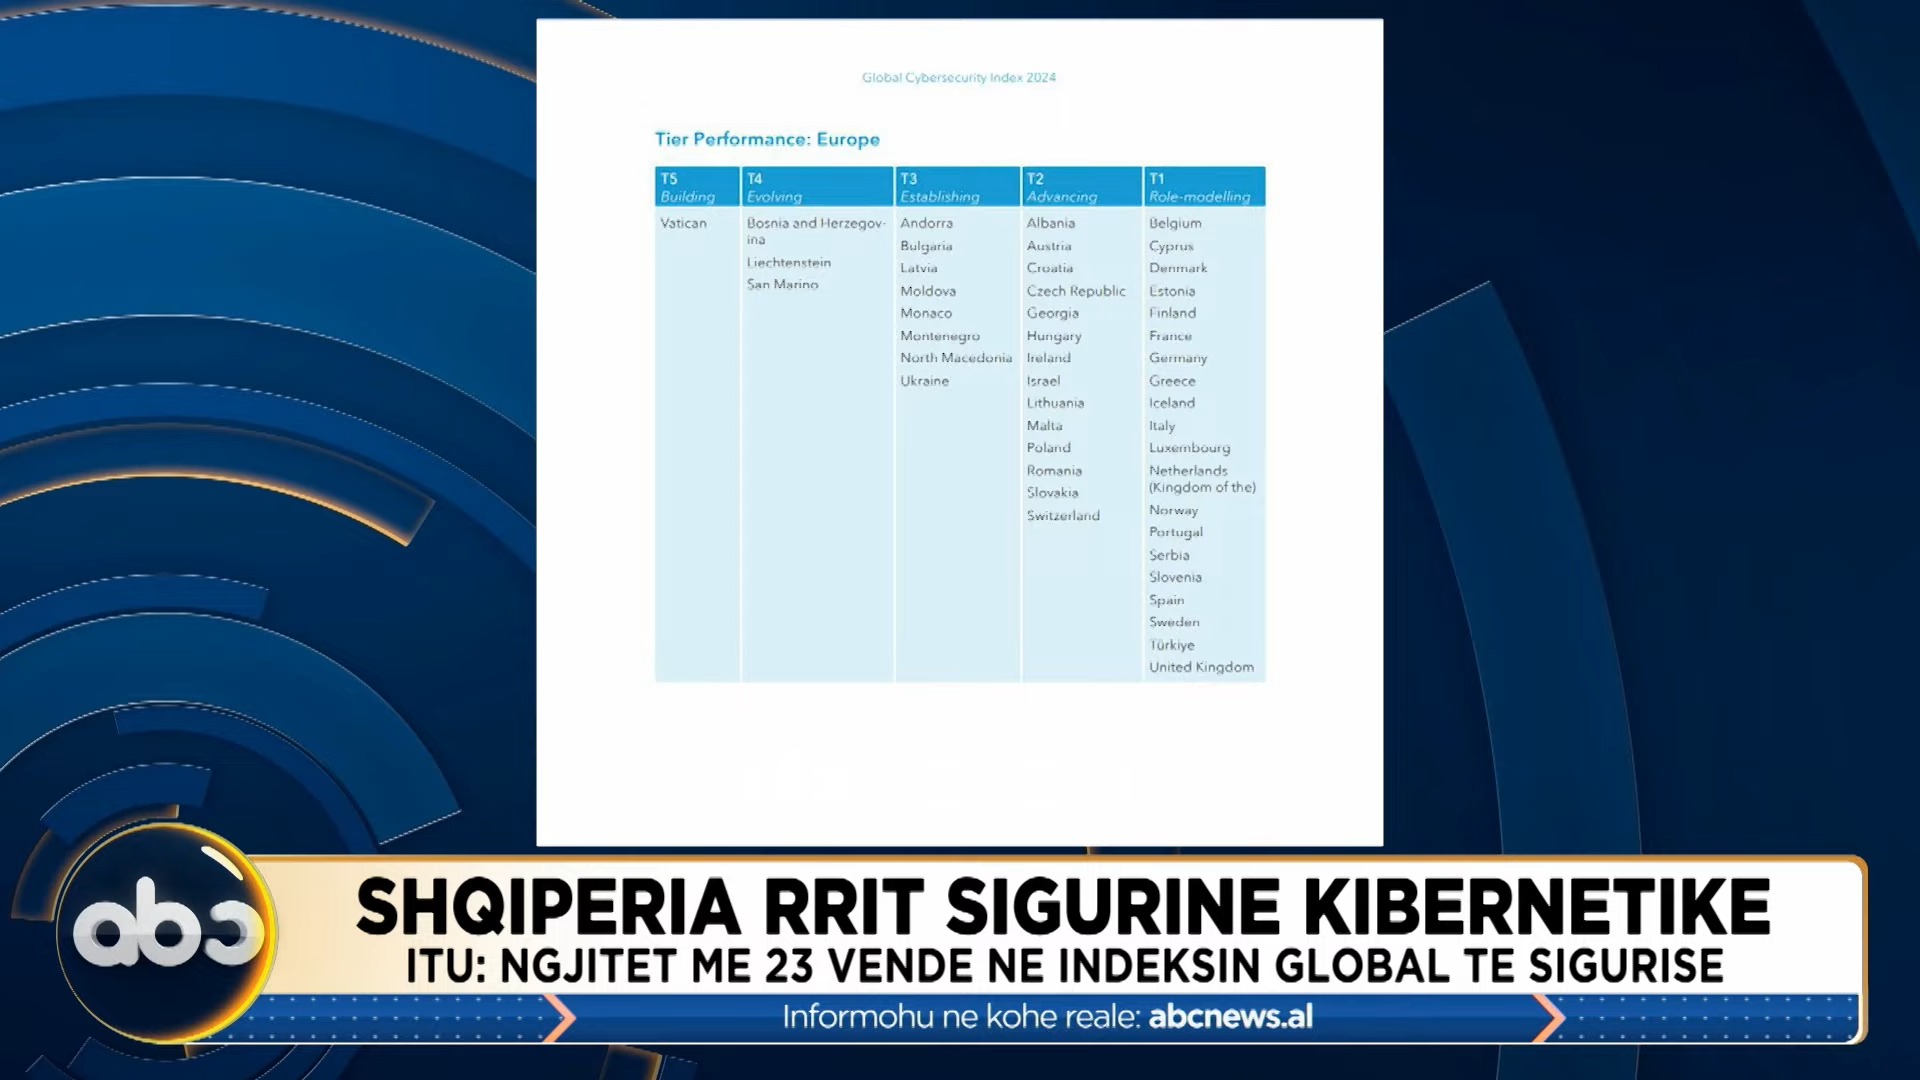 Global Cybersecurity Index 2024
Tier Performance: Europe
T5
Building
Vatican
T4
Evolving
Bosnia and Herzegov-
ina
Liechtenstein
San Marino
T3
Establishing
Andorra
Bulgaria
Latvia
Moldova
Monaco
Montenegro
North Macedonia
Ukraine
T2
Advancing
Albania
Austria
Croatia
Czech Republic
Georgia
Hungary
Ireland
Israel
Lithuania
Malta
Poland
Romania
Slovakia
Switzerland
T1
Role-modelling
Belgium
Cyprus
Denmark
Estonia
Finland
France
Germany
Greece
Iceland
Italy
Luxembourg
Netherlands
(Kingdom of the)
Norway
Portugal
Serbia
Slovenia
Spain
Sweden
Türkiye
United Kingdom
abc
SHQIPERIA RRIT SIGURINE KIBERNETIKE
ITU: NGJITET ME 23 VENDE NE INDEKSIN GLOBAL TE SIGURISE
Informohu ne kohe reale: abcnews.al